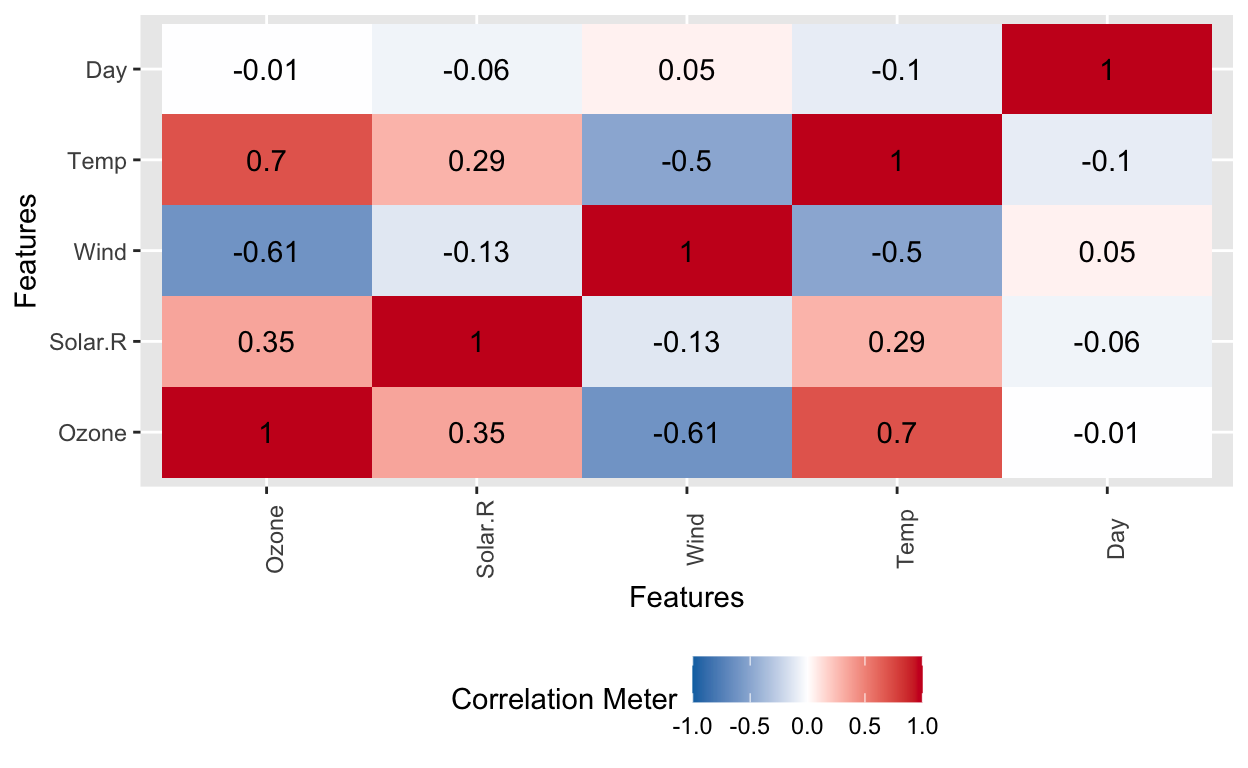 Day -0.01 -0.06 0.05 -0.1 1
Temp 0.7 0.29 -0.5 1 -0.1
Wind -0.61 -0.13 1 -0.5 0.05
Solar.R 0.35 1 -0.13 0.29 -0.06
Ozone 1 0.35 -0.61 0.7 -0.01
Features
Ozone Solar.R Wind Temp Day
Features
Correlation Meter
-1.0 -0.5 0.0 0.5 1.0